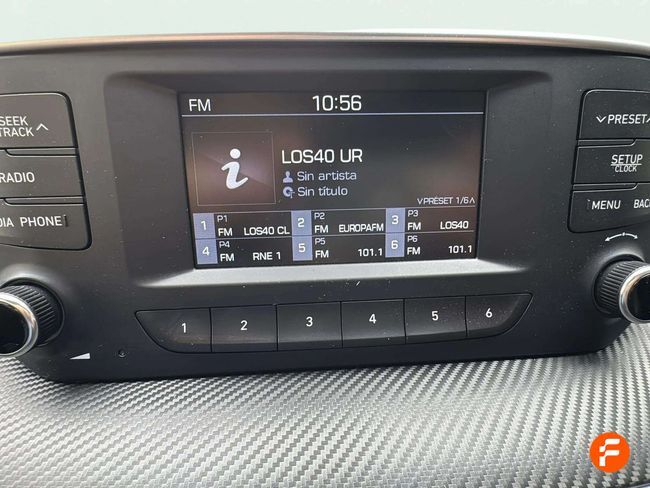 FM 10:56
SEEK
TRACK
RADIO
DIA PHONE
LOS40 UR
Sin artista
Sin título
PRESET 1/6
1 P1 FM LOS40 CL 2 P2 FM EUROPAFM 3 P3 FM LOS40
4 P4 FM RNE 1 5 P5 FM 101.1 6 P6 FM 101.1
PRESET
SETUP
CLOCK
MENU BAC
1 2 3 4 5 6